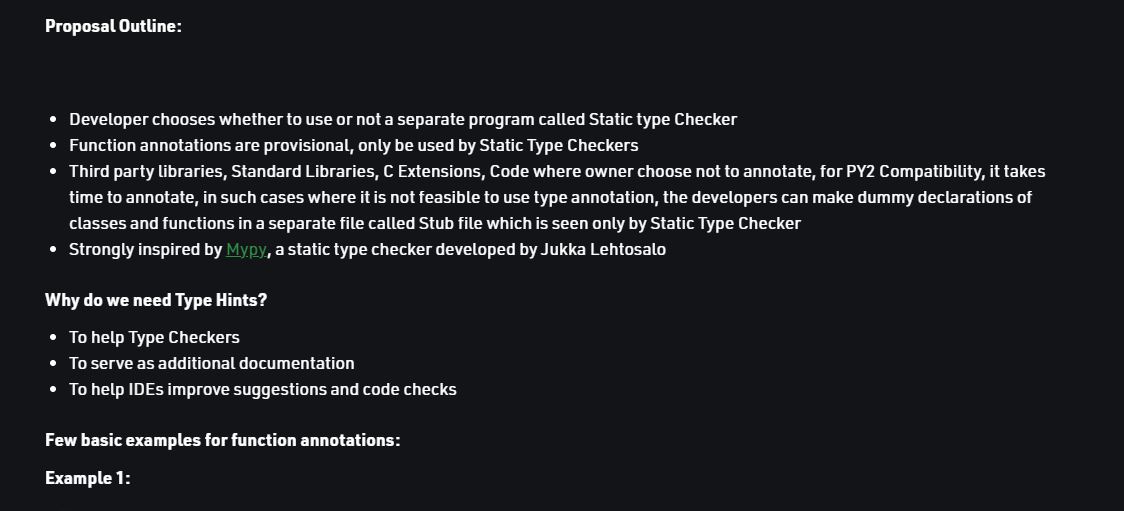 Proposal Outline:
• Developer chooses whether to use or not a separate program called Static type Checker
• Function annotations are provisional, only be used by Static Type Checkers
• Third party libraries, Standard Libraries, C Extensions, Code where owner choose not to annotate, for PY2 Compatibility, it takes
time to annotate, in such cases where it is not feasible to use type annotation, the developers can make dummy declarations of
classes and functions in a separate file called Stub file which is seen only by Static Type Checker
• Strongly inspired by Mypy, a static type checker developed by Jukka Lehtosalo
Why do we need Type Hints?
• To help Type Checkers
• To serve as additional documentation
• To help IDEs improve suggestions and code checks
Few basic examples for function annotations:
Example 1: